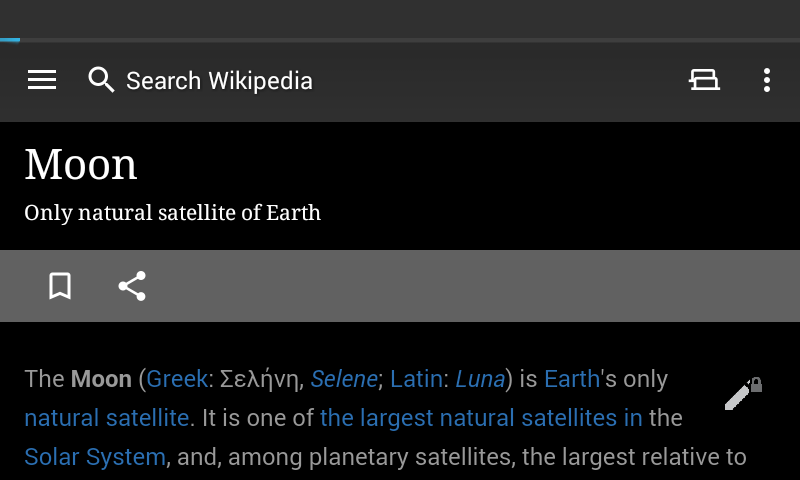 Search Wikipedia
Moon
Only natural satellite of Earth
The Moon (Greek: Σελήνη, Selene; Latin: Luna) is Earth's only
natural satellite. It is one of the largest natural satellites in the
Solar System, and, among planetary satellites, the largest relative to